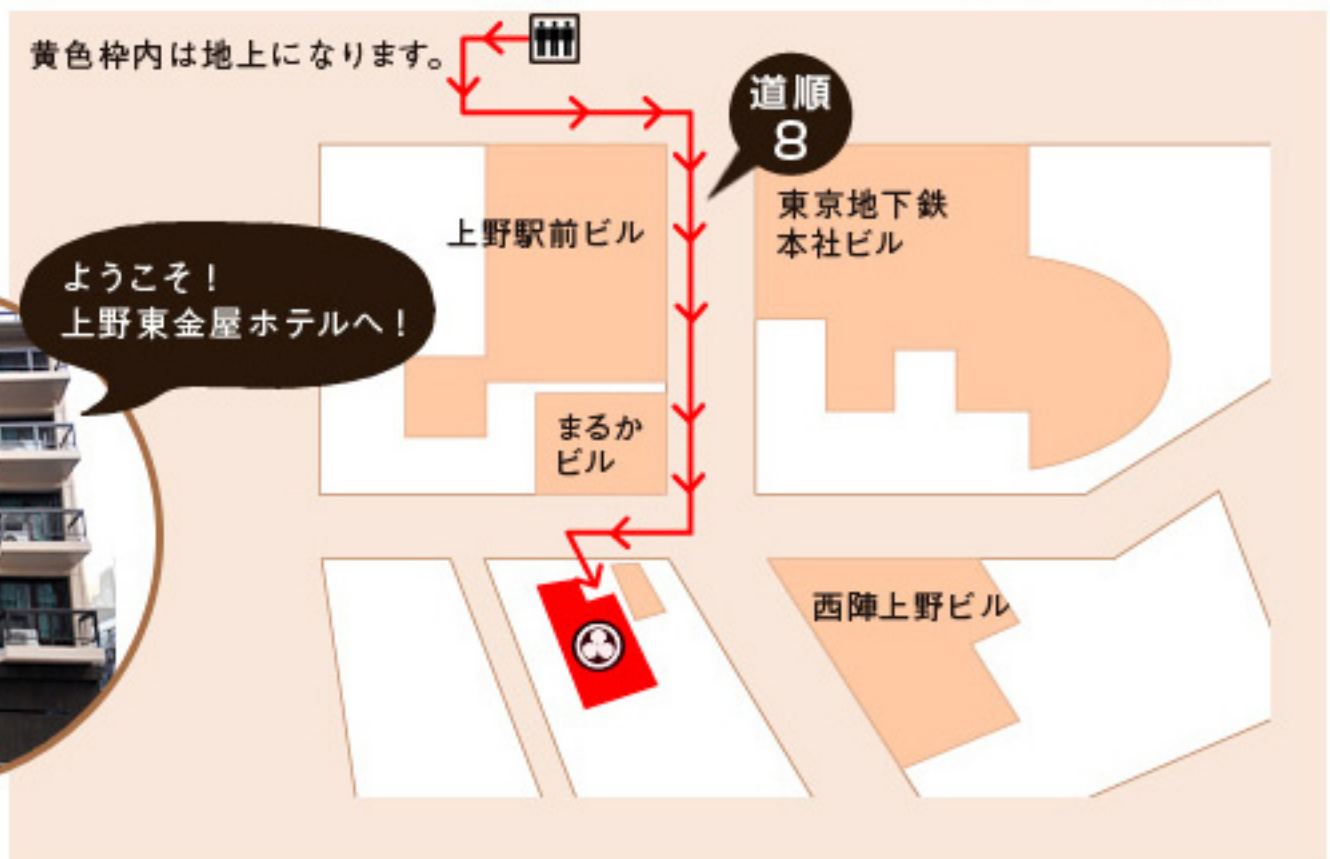 黄色枠内は地上になります。
道順
8
上野駅前ビル
東京地下鉄
本社ビル
ようこそ！
上野東金屋ホテルへ！
まるか
ビル
西陣上野ビル